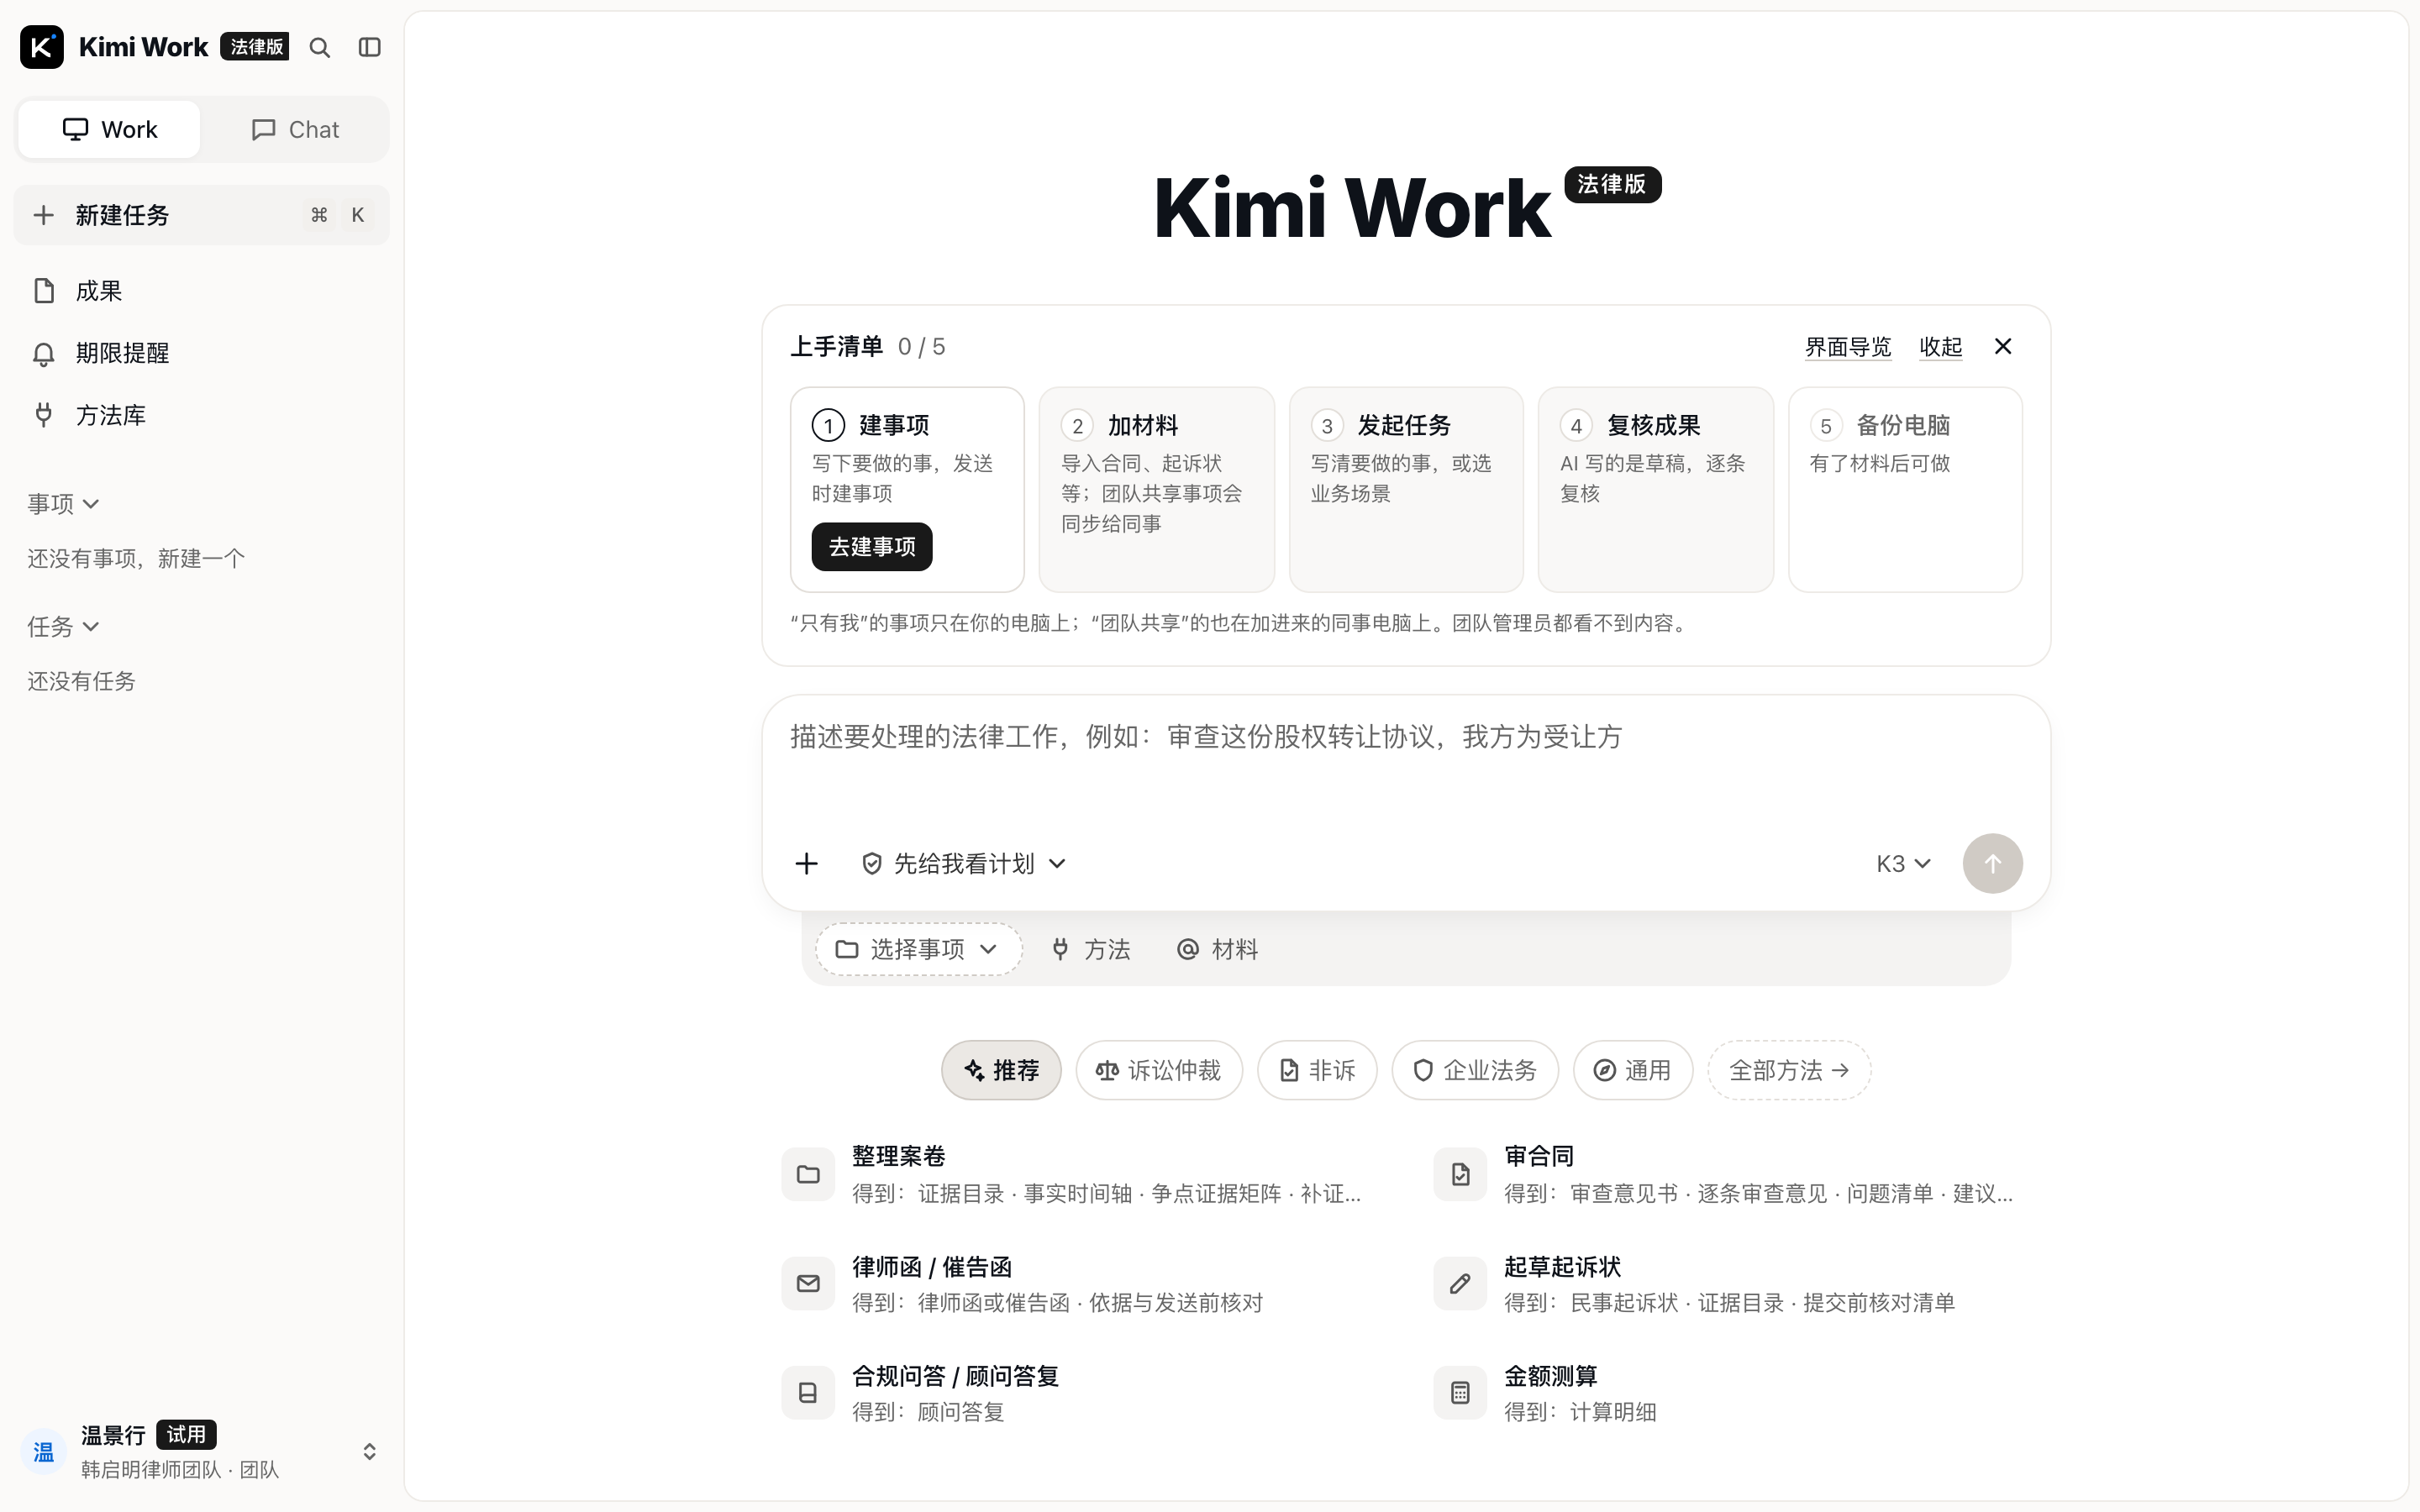 Kimi Work 法律版
Work Chat
新建任务 ⌘ K
成果
期限提醒
方法库
事项
还没有事项，新建一个
任务
还没有任务
温 温景行 试用
韩启明律师团队 · 团队
Kimi Work 法律版
上手清单 0 / 5 界面导览 收起
1 建事项
写下要做的事，发送
时建事项
去建事项
2 加材料
导入合同、起诉状
等；团队共享事项会
同步给同事
3 发起任务
写清要做的事，或选
业务场景
4 复核成果
AI 写的是草稿，逐条
复核
5 备份电脑
有了材料后可做
“只有我”的事项只在你的电脑上；“团队共享”的也在加进来的同事电脑上。团队管理员都看不到内容。
描述要处理的法律工作，例如：审查这份股权转让协议，我方为受让方
先给我看计划 K3
选择事项 方法 材料
推荐 诉讼仲裁 非诉 企业法务 通用 全部方法 →
整理案卷
得到：证据目录 · 事实时间轴 · 争点证据矩阵 · 补证...
审合同
得到：审查意见书 · 逐条审查意见 · 问题清单 · 建议...
律师函 / 催告函
得到：律师函或催告函 · 依据与发送前核对
起草起诉状
得到：民事起诉状 · 证据目录 · 提交前核对清单
合规问答 / 顾问答复
得到：顾问答复
金额测算
得到：计算明细